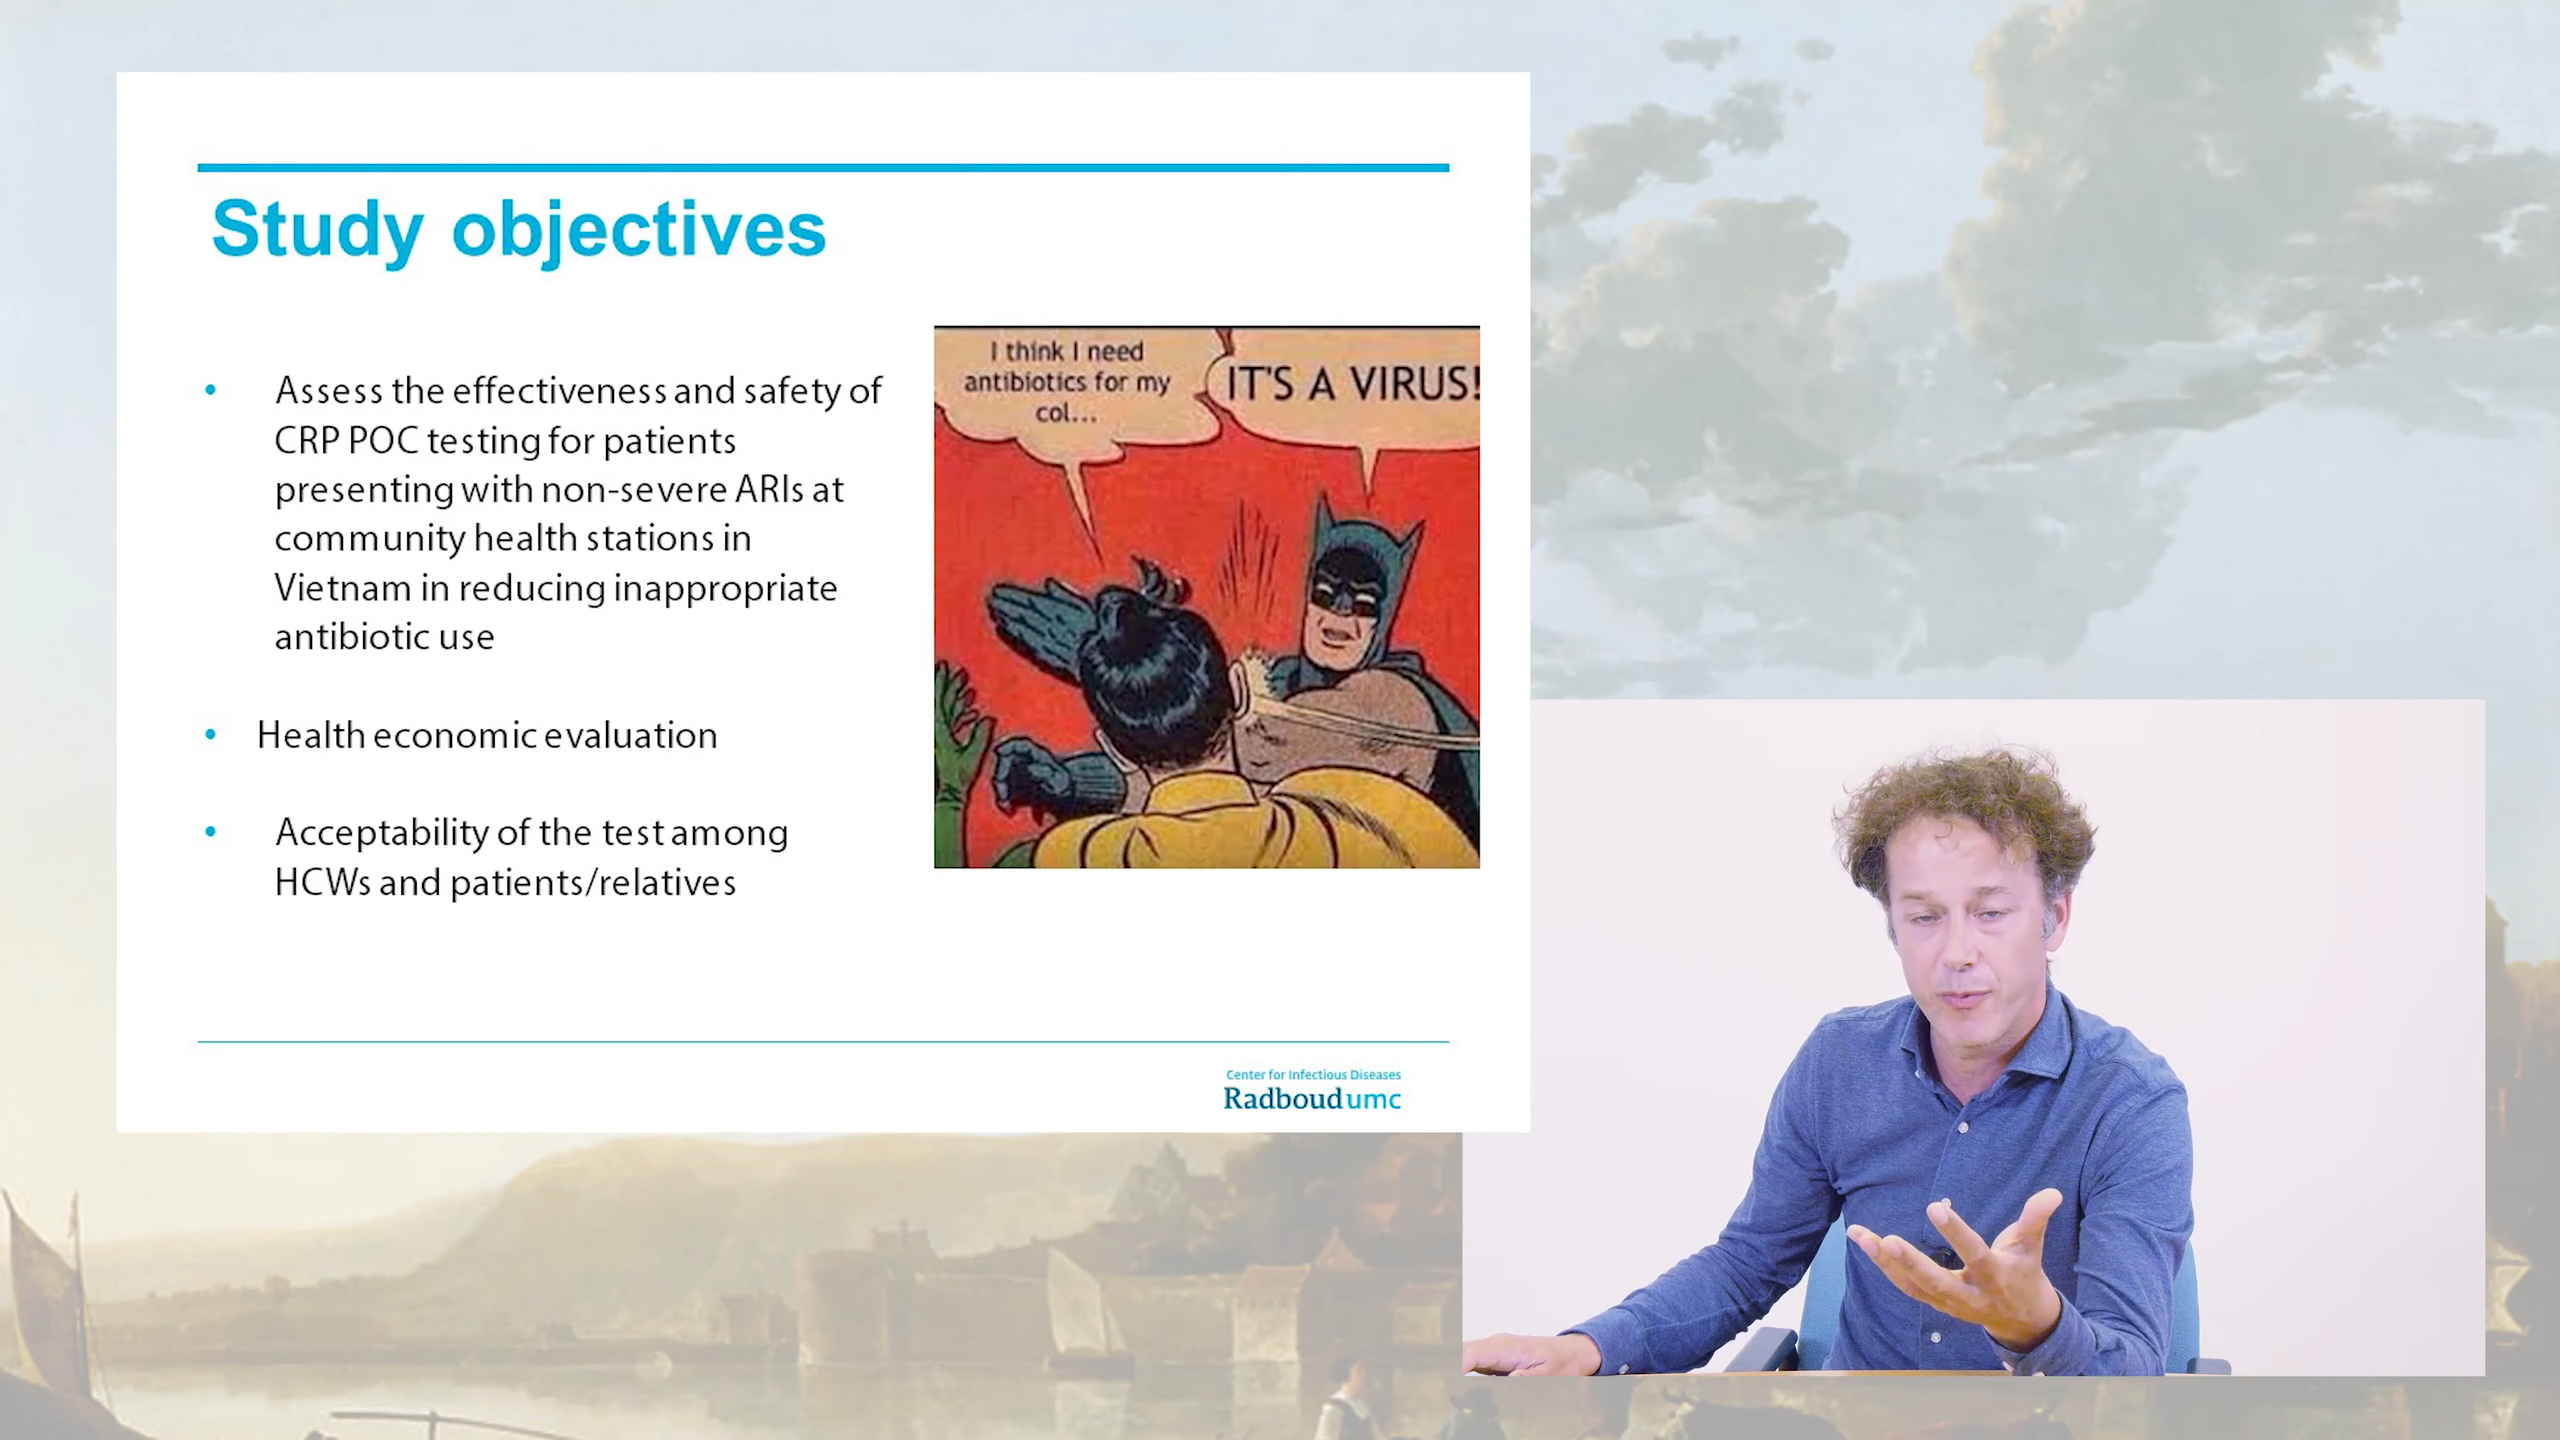 Study objectives
• Assess the effectiveness and safety of
CRP POC testing for patients
presenting with non-severe ARIs at
community health stations in
Vietnam in reducing inappropriate
antibiotic use
• Health economic evaluation
• Acceptability of the test among
HCWs and patients/relatives
I think I need
antibiotics for my
col...
IT'S A VIRUS!
Center for Infectious Diseases
Radboudumc